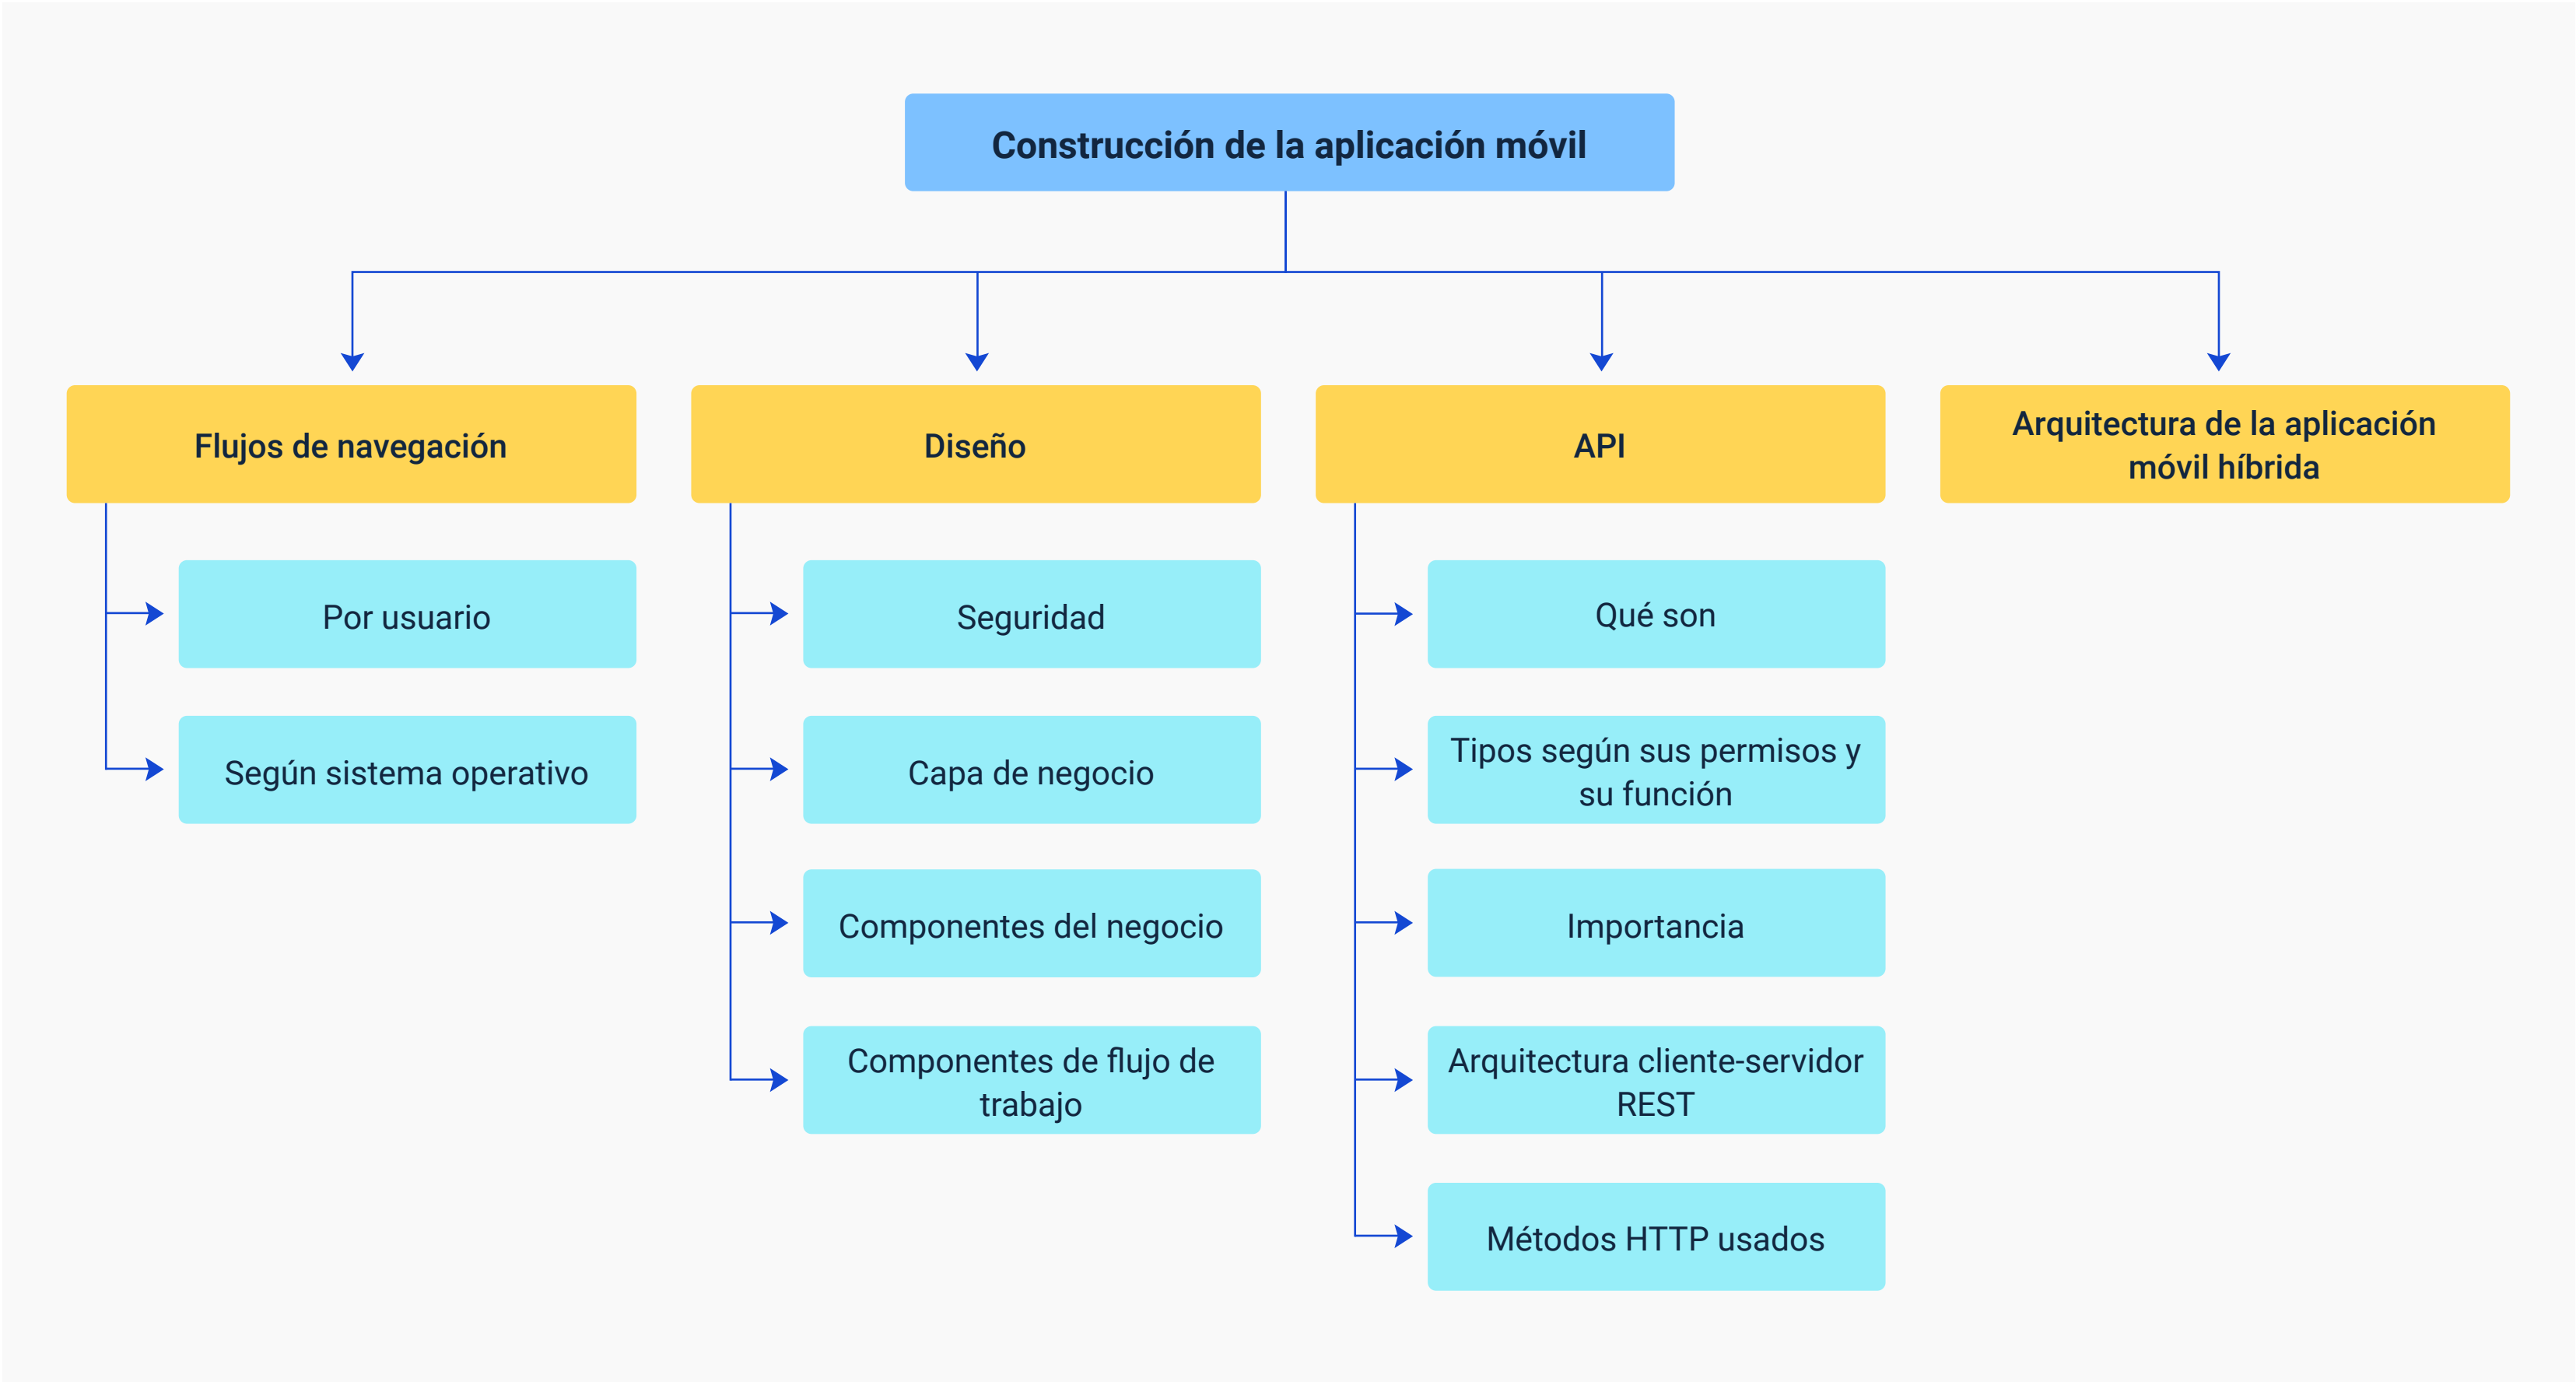 Construcción de la aplicación móvil
Flujos de navegación
Por usuario
Según sistema operativo
Diseño
Seguridad
Capa de negocio
Componentes del negocio
Componentes de flujo de
trabajo
API
Qué son
Tipos según sus permisos y
su función
Importancia
Arquitectura cliente-servidor
REST
Métodos HTTP usados
Arquitectura de la aplicación
móvil híbrida